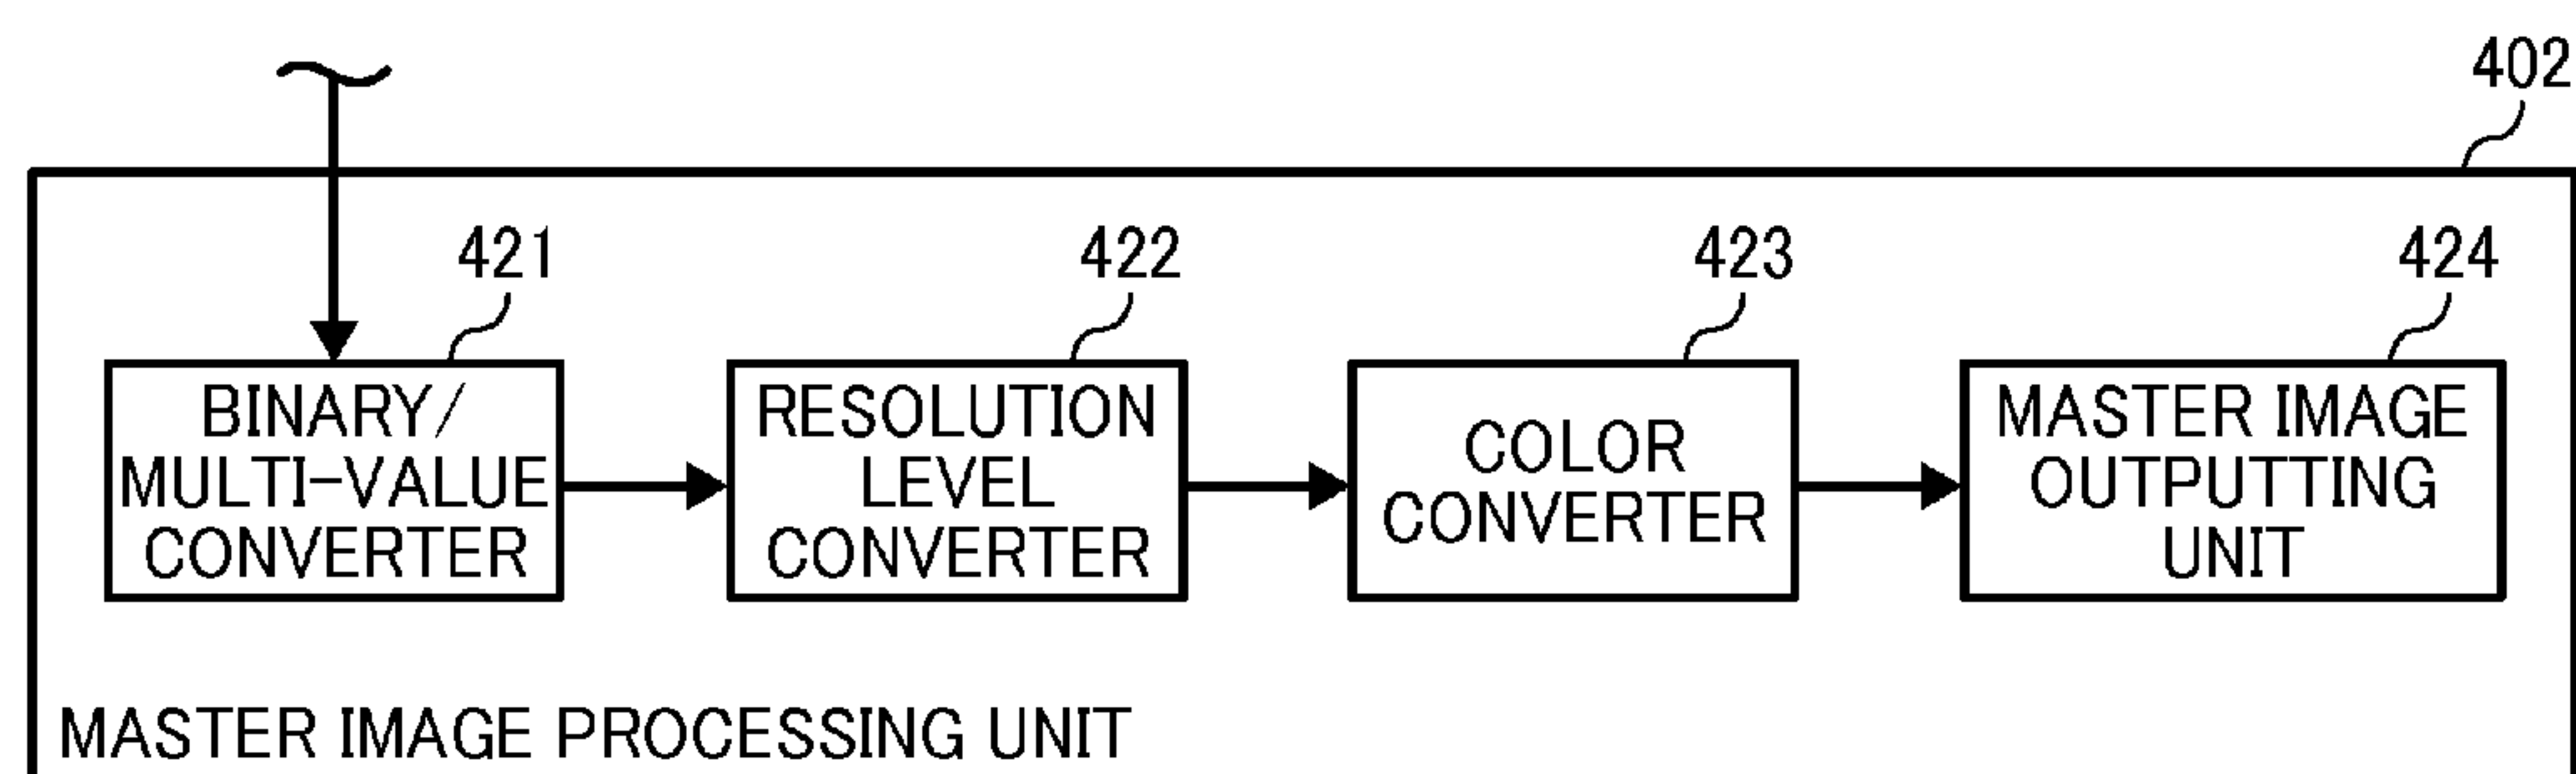 402
421
422
423
424
BINARY/
MULTI-VALUE
CONVERTER
RESOLUTION
LEVEL
CONVERTER
COLOR
CONVERTER
MASTER IMAGE
OUTPUTTING
UNIT
MASTER IMAGE PROCESSING UNIT